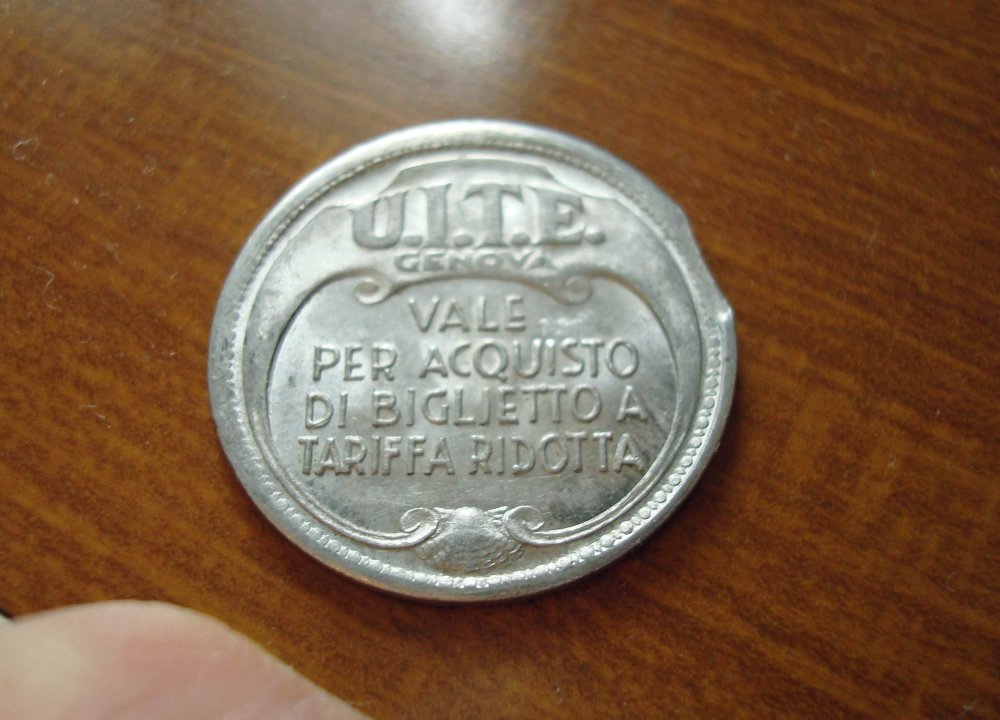 U.I.T.E.
GENOVA
VALE
PER ACQUISTO
DI BIGLIETTO A
TARIFFA RIDOTTA